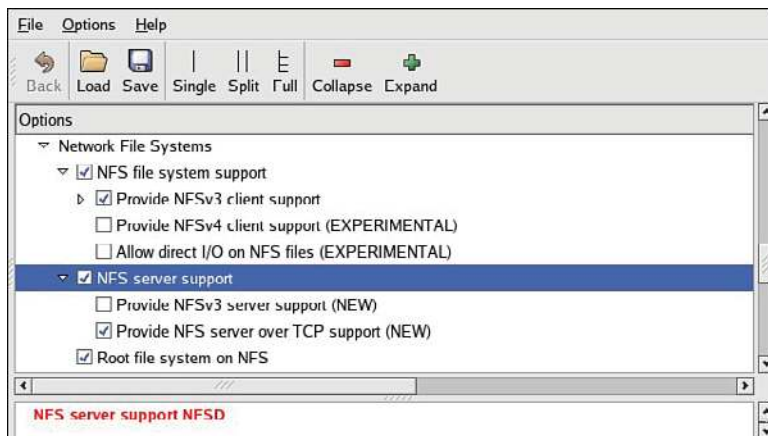 File Options Help
Back Load Save Single Split Full Collapse Expand
Options
Network File Systems
NFS file system support
Provide NFSv3 client support
Provide NFSv4 client support (EXPERIMENTAL)
Allow direct I/O on NFS files (EXPERIMENTAL)
NFS server support
Provide NFSv3 server support (NEW)
Provide NFS server over TCP support (NEW)
Root file system on NFS
NFS server support NFSD